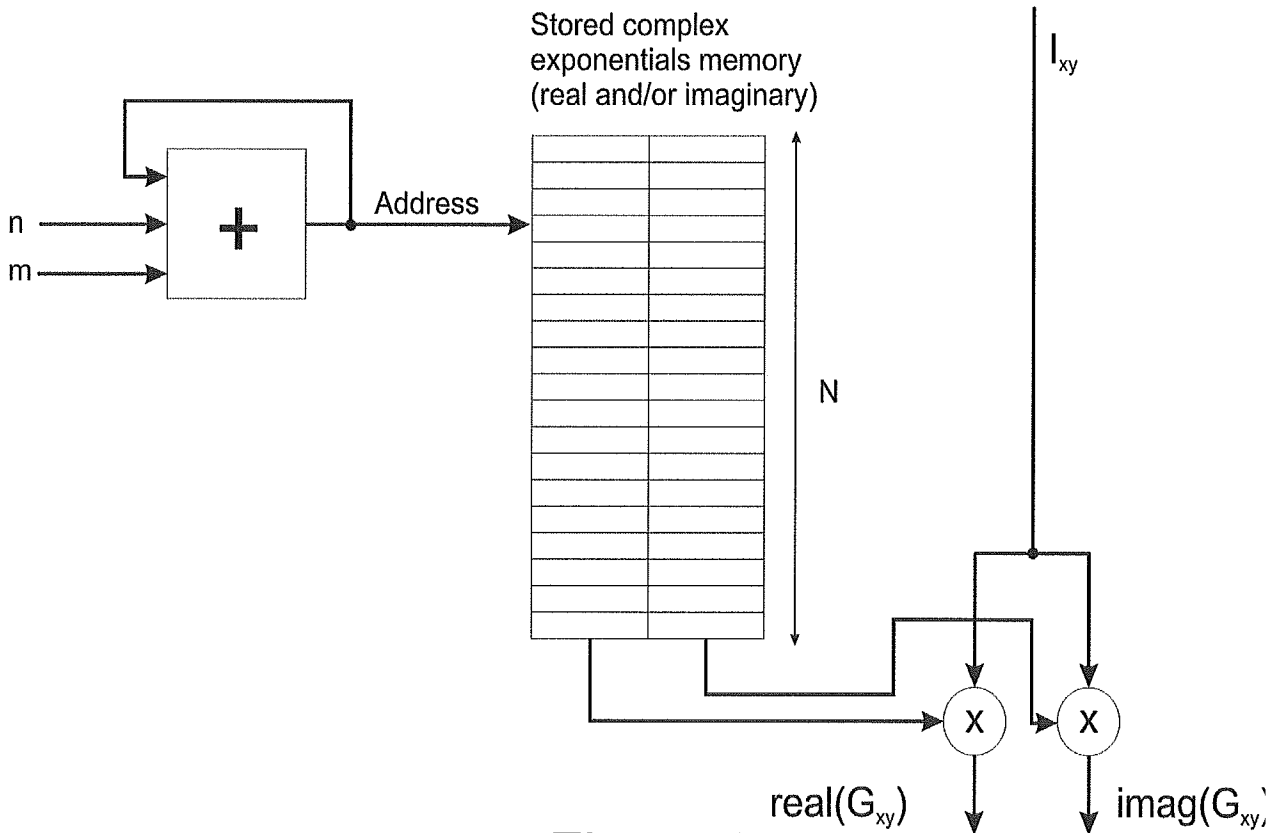 Stored complex
exponentials memory
(real and/or imaginary)
I_xy
n
m
+
Address
N
x
x
real(G_xy)
imag(G_xy)